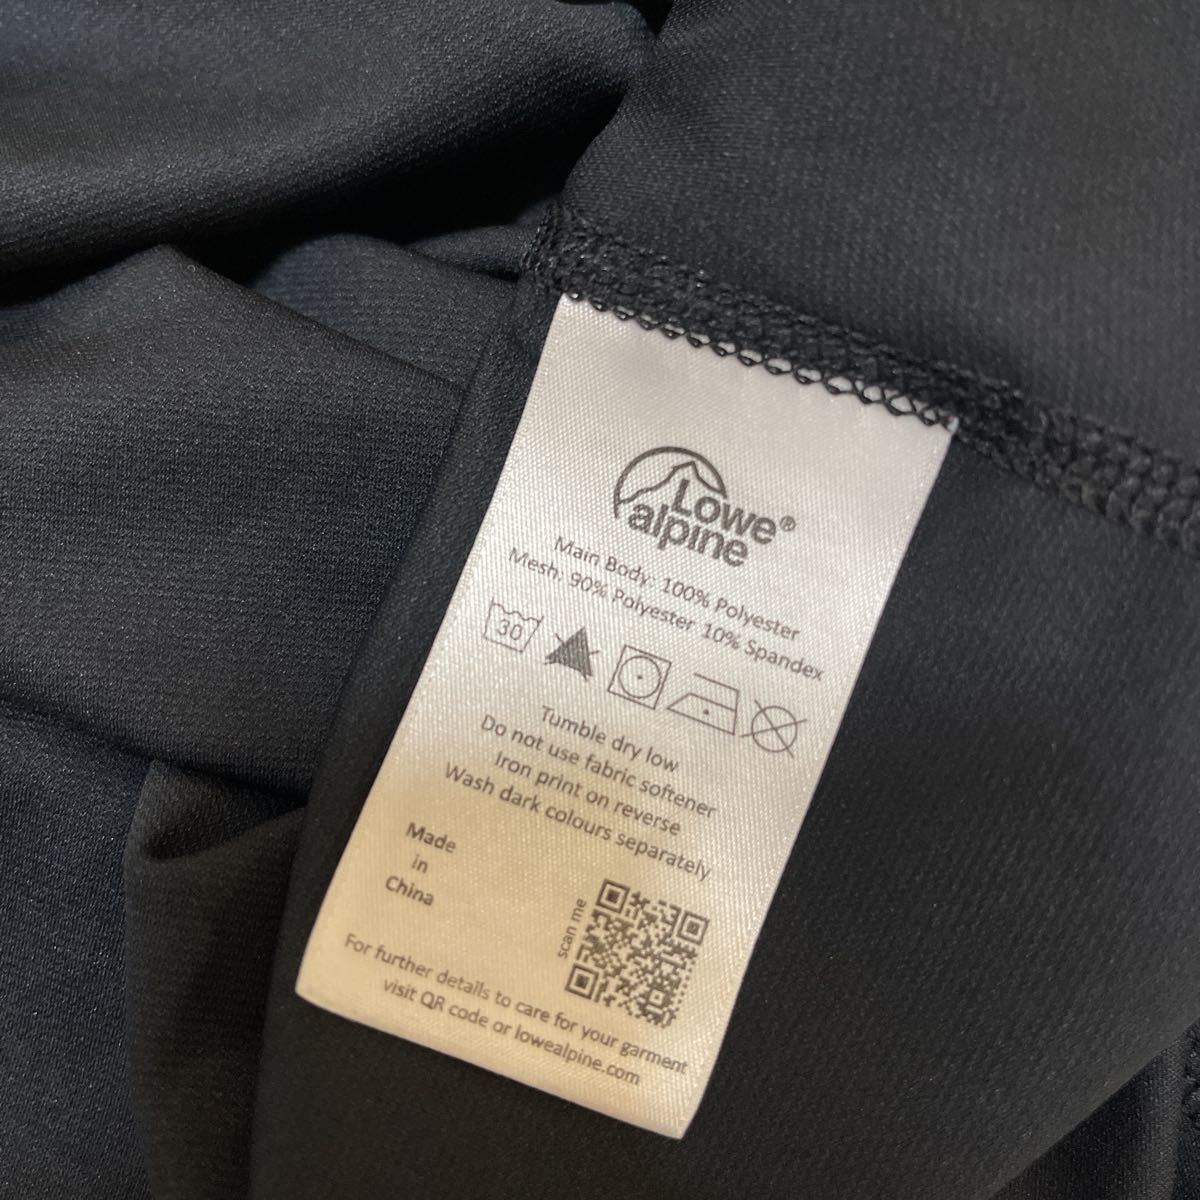 Lowe®
alpine
Main Body: 100% Polyester
Mesh: 90% Polyester 10% Spandex
30
Tumble dry low
Do not use fabric softener
Iron print on reverse
Wash dark colours separately
Made
in
China
scan me
For further details to care for your garment
visit QR code or lowealpine.com